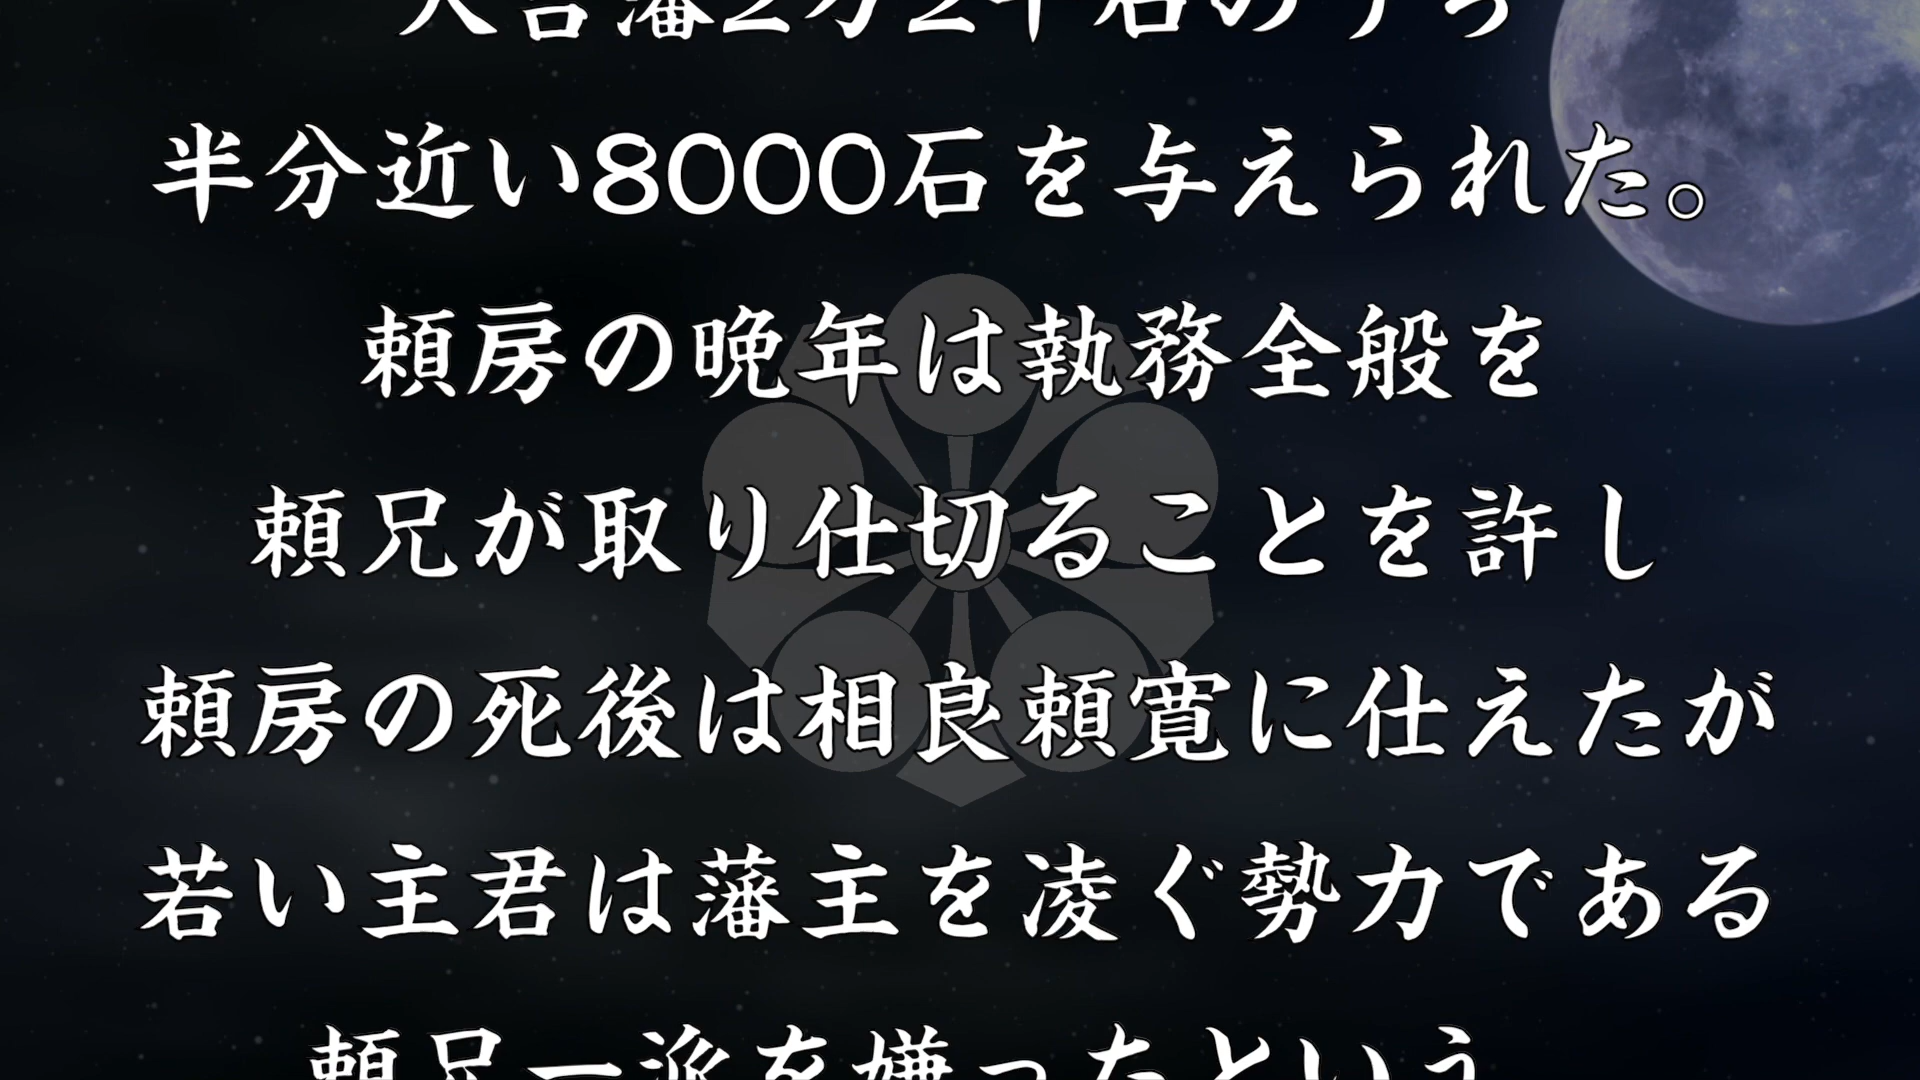 人吉藩2万2千石のうち
半分近い8000石を与えられた。
頼房の晩年は執務全般を
頼兄が取り仕切ることを許し
頼房の死後は相良頼寛に仕えたが
若い主君は藩主を凌ぐ勢力である
頼兄一派を嫌ったという